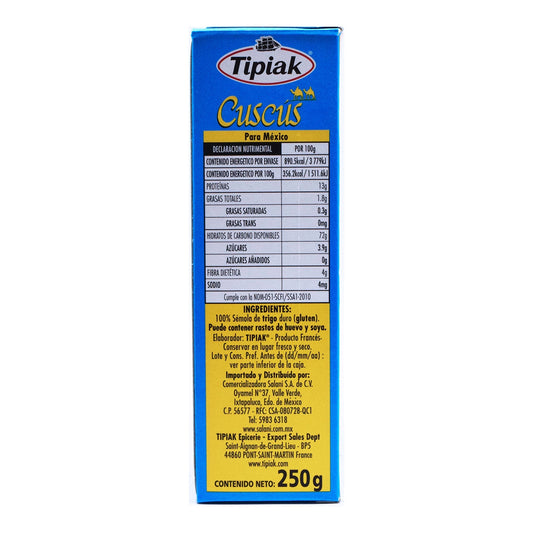 Tipiak
Cuscús
Para México
DECLARACION NUTRIMENTAL POR 100g
CONTENIDO ENERGETICO POR ENVASE 890.5kcal/3 779kJ
CONTENIDO ENERGETICO POR 100g 356.2kcal/1 511.6kJ
PROTEÍNAS 13g
GRASAS TOTALES 1.8g
GRASAS SATURADAS 0.3g
GRASAS TRANS 0mg
HIDRATOS DE CARBONO DISPONIBLES 72g
AZÚCARES 3.9g
AZÚCARES AÑADIDOS 0g
FIBRA DIETÉTICA 4g
SODIO 4mg
Cumple con la NOM-051-SCFI/SSA1-2010
INGREDIENTES:
100% Sémola de trigo duro (gluten).
Puede contener rastos de huevo y soya.
Elaborador: TIPIAK® - Producto Francés-
Conservar en lugar fresco y seco.
Lote y Cons. Pref. Antes de (dd/mm/aa) :
ver parte inferior de la caja.
Importado y Distribuido por:
Comercializadora Salani S.A. de C.V.
Oyamel N°37, Valle Verde,
Ixtapaluca, Edo. de México
C.P. 56577 - RFC: CSA-080728-QC1
Tel: 5983 6318
www.salani.com.mx
TIPIAK Epicerie - Export Sales Dept
Saint-Aignan-de-Grand-Lieu - BP5
44860 PONT-SAINT-MARTIN France
www.tipiak.com
CONTENIDO NETO: 250g